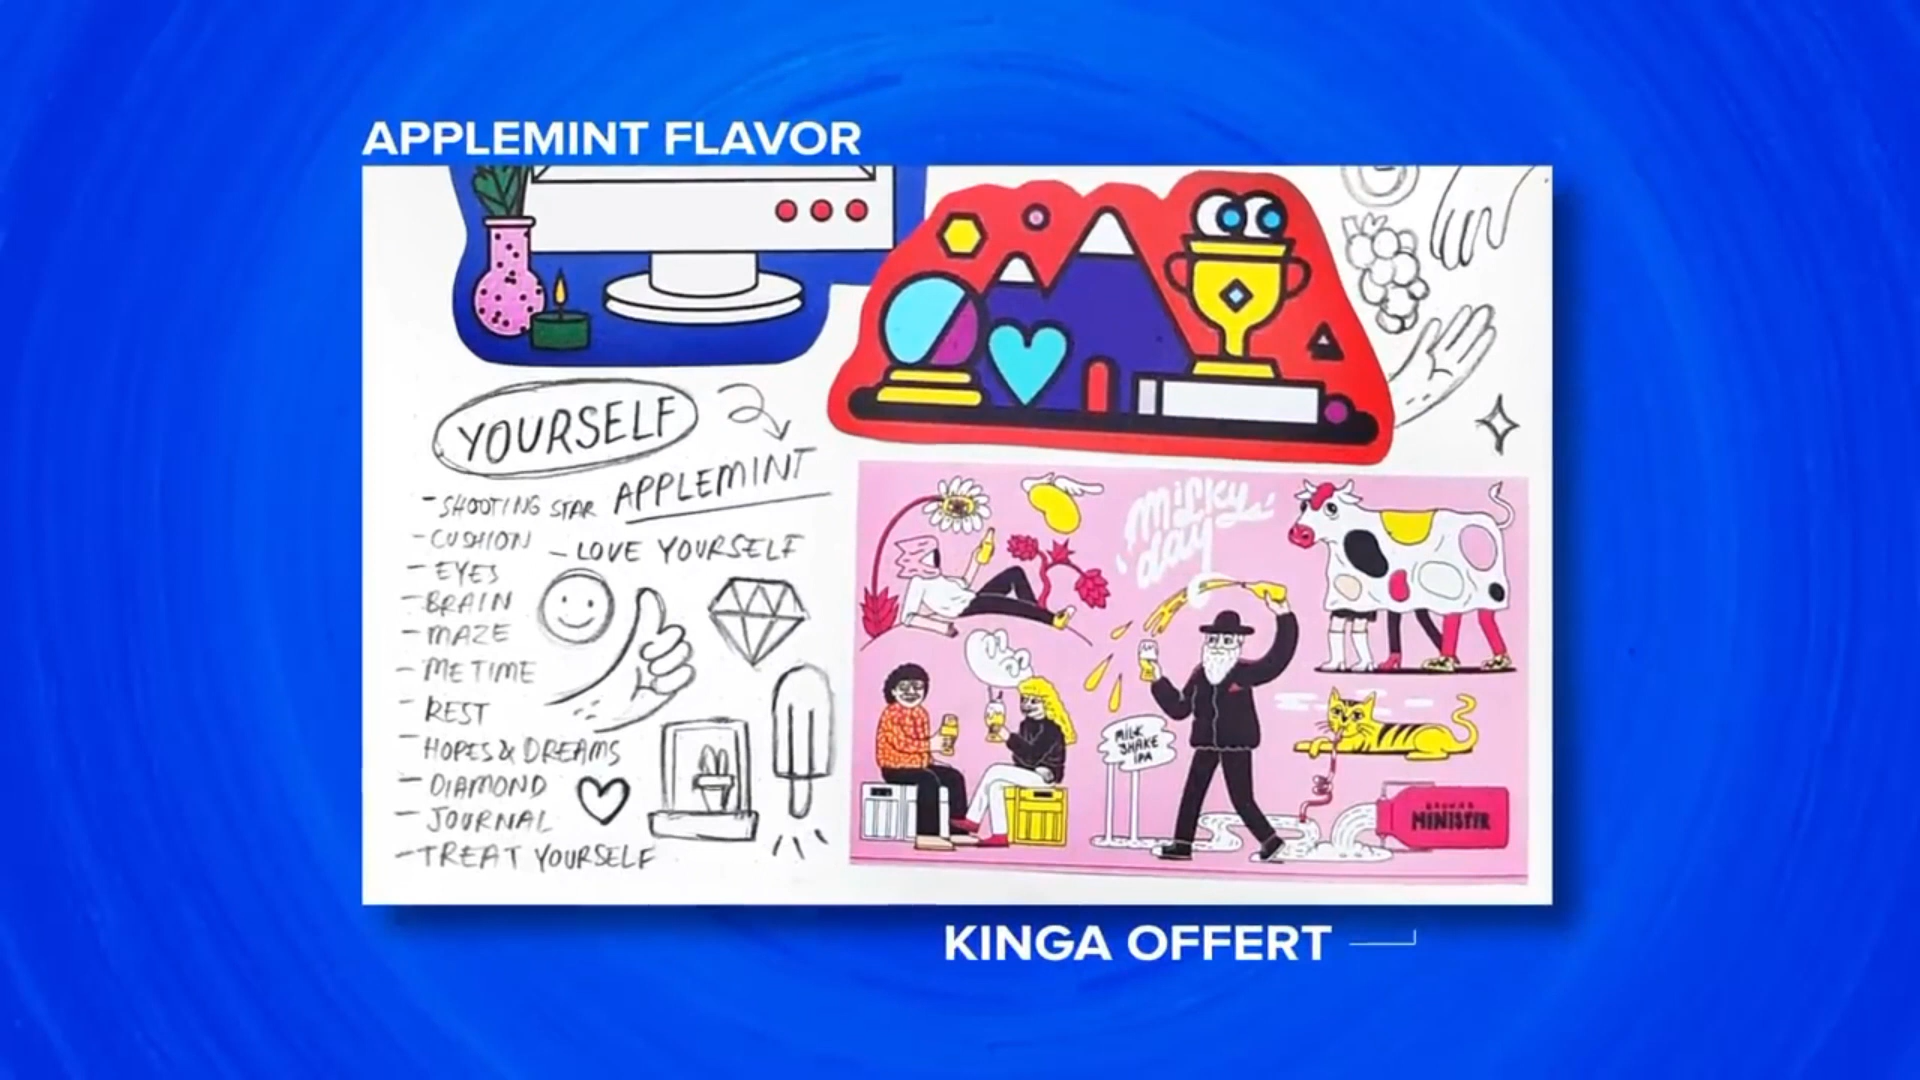 APPLEMINT FLAVOR
YOURSELF
APPLEMINT
-SHOOTING STAR
-CUSHION
-LOVE YOURSELF
-EYES
-BRAIN
-MAZE
-ME TIME
-REST
-HOPES & DREAMS
-DIAMOND
-JOURNAL
-TREAT YOURSELF
Milky
day
MILK
SHAKE
IPA
MINISTER
KINGA OFFERT